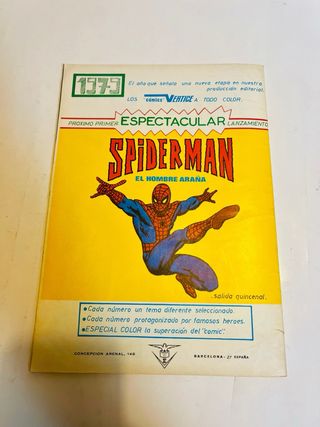 1979
El año que señala una nueva etapa en nuestra
producción editorial.
LOS "COMICS" VERTICE A TODO COLOR.
PROXIMO PRIMER ESPECTACULAR LANZAMIENTO
SPiDERMAN
EL HOMBRE ARAÑA
.salida quincenal.
• Cada número un tema diferente seleccionado.
• Cada número protagonizado por famosos heroes.
• ESPECIAL COLOR la superación del "comic".
CONCEPCION ARENAL, 145
BARCELONA - 27 ESPAÑA